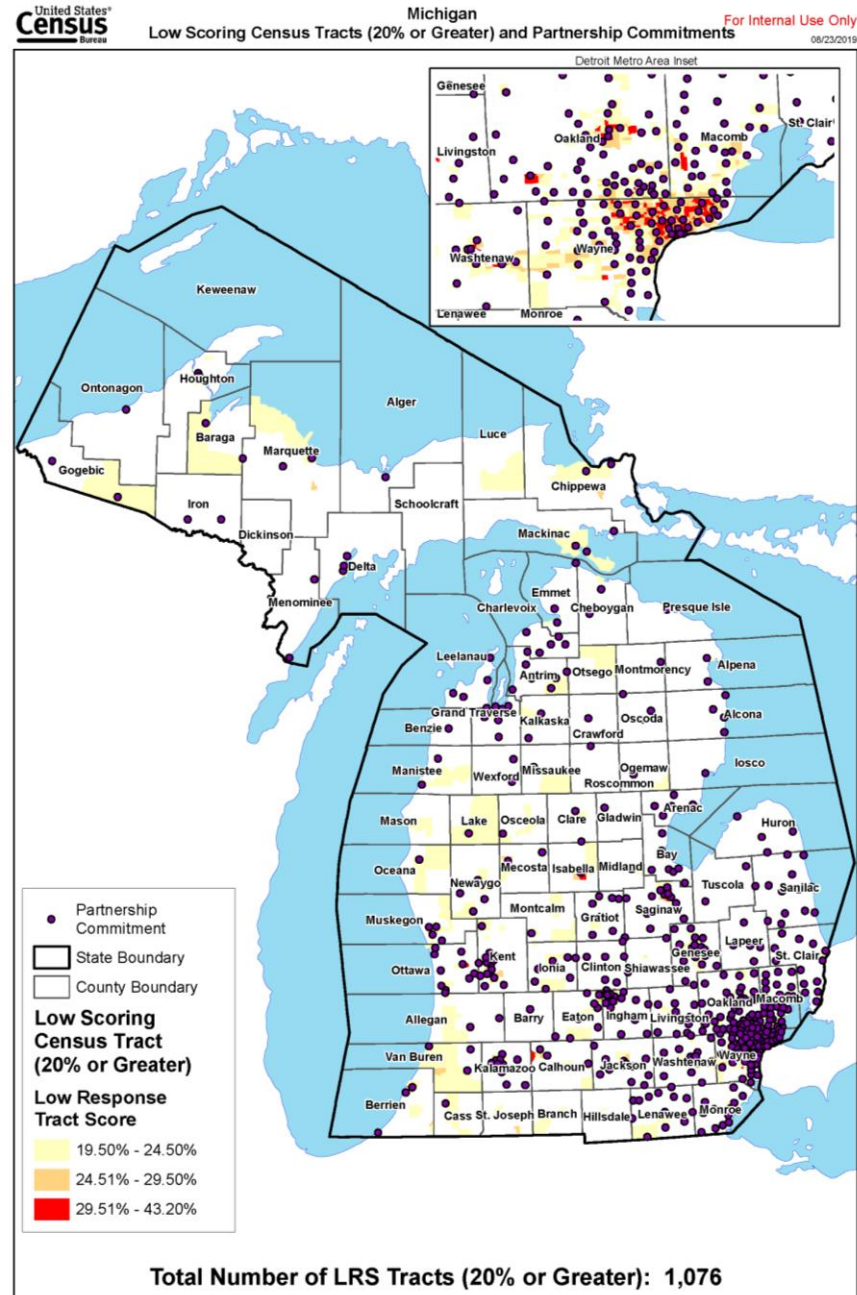 United States®
Census
Bureau
Michigan
Low Scoring Census Tracts (20% or Greater) and Partnership Commitments
For Internal Use Only
08/23/2019
Detroit Metro Area Inset
Genesee
St. Clair
Oakland
Macomb
Livingston
Washtenaw
Wayne
Lenawee
Monroe
Keweenaw
Houghton
Ontonagon
Alger
Baraga
Luce
Marquette
Gogebic
Chippewa
Iron
Schoolcraft
Dickinson
Mackinac
Delta
Menominee
Emmet
Charlevoix
Cheboygan
Presque Isle
Leelanau
Antrim
Otsego
Montmorency
Alpena
Grand Traverse
Kalkaska
Oscoda
Alcona
Benzie
Crawford
Manistee
Wexford
Missaukee
Ogemaw
Iosco
Roscommon
Mason
Lake
Osceola
Clare
Gladwin
Arenac
Huron
Oceana
Mecosta
Isabella
Midland
Bay
Newaygo
Tuscola
Sanilac
Montcalm
Gratiot
Saginaw
Muskegon
Kent
Genesee
Lapeer
Ottawa
Ionia
Clinton
Shiawassee
St. Clair
Allegan
Barry
Eaton
Ingham
Livingston
Oakland
Macomb
Van Buren
Kalamazoo
Calhoun
Jackson
Washtenaw
Wayne
Berrien
Cass
St. Joseph
Branch
Hillsdale
Lenawee
Monroe
Partnership
Commitment
State Boundary
County Boundary
Low Scoring
Census Tract
(20% or Greater)
Low Response
Tract Score
19.50% - 24.50%
24.51% - 29.50%
29.51% - 43.20%
Total Number of LRS Tracts (20% or Greater): 1,076